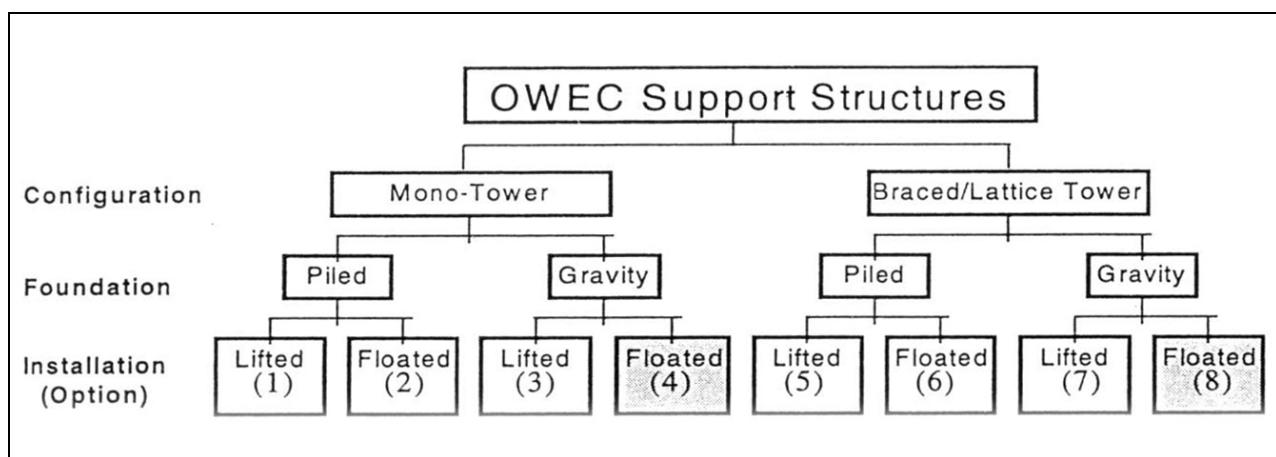 OWEC Support Structures
Configuration
Mono-Tower
Braced/Lattice Tower
Foundation
Piled
Gravity
Piled
Gravity
Installation
(Option)
Lifted
(1)
Floated
(2)
Lifted
(3)
Floated
(4)
Lifted
(5)
Floated
(6)
Lifted
(7)
Floated
(8)